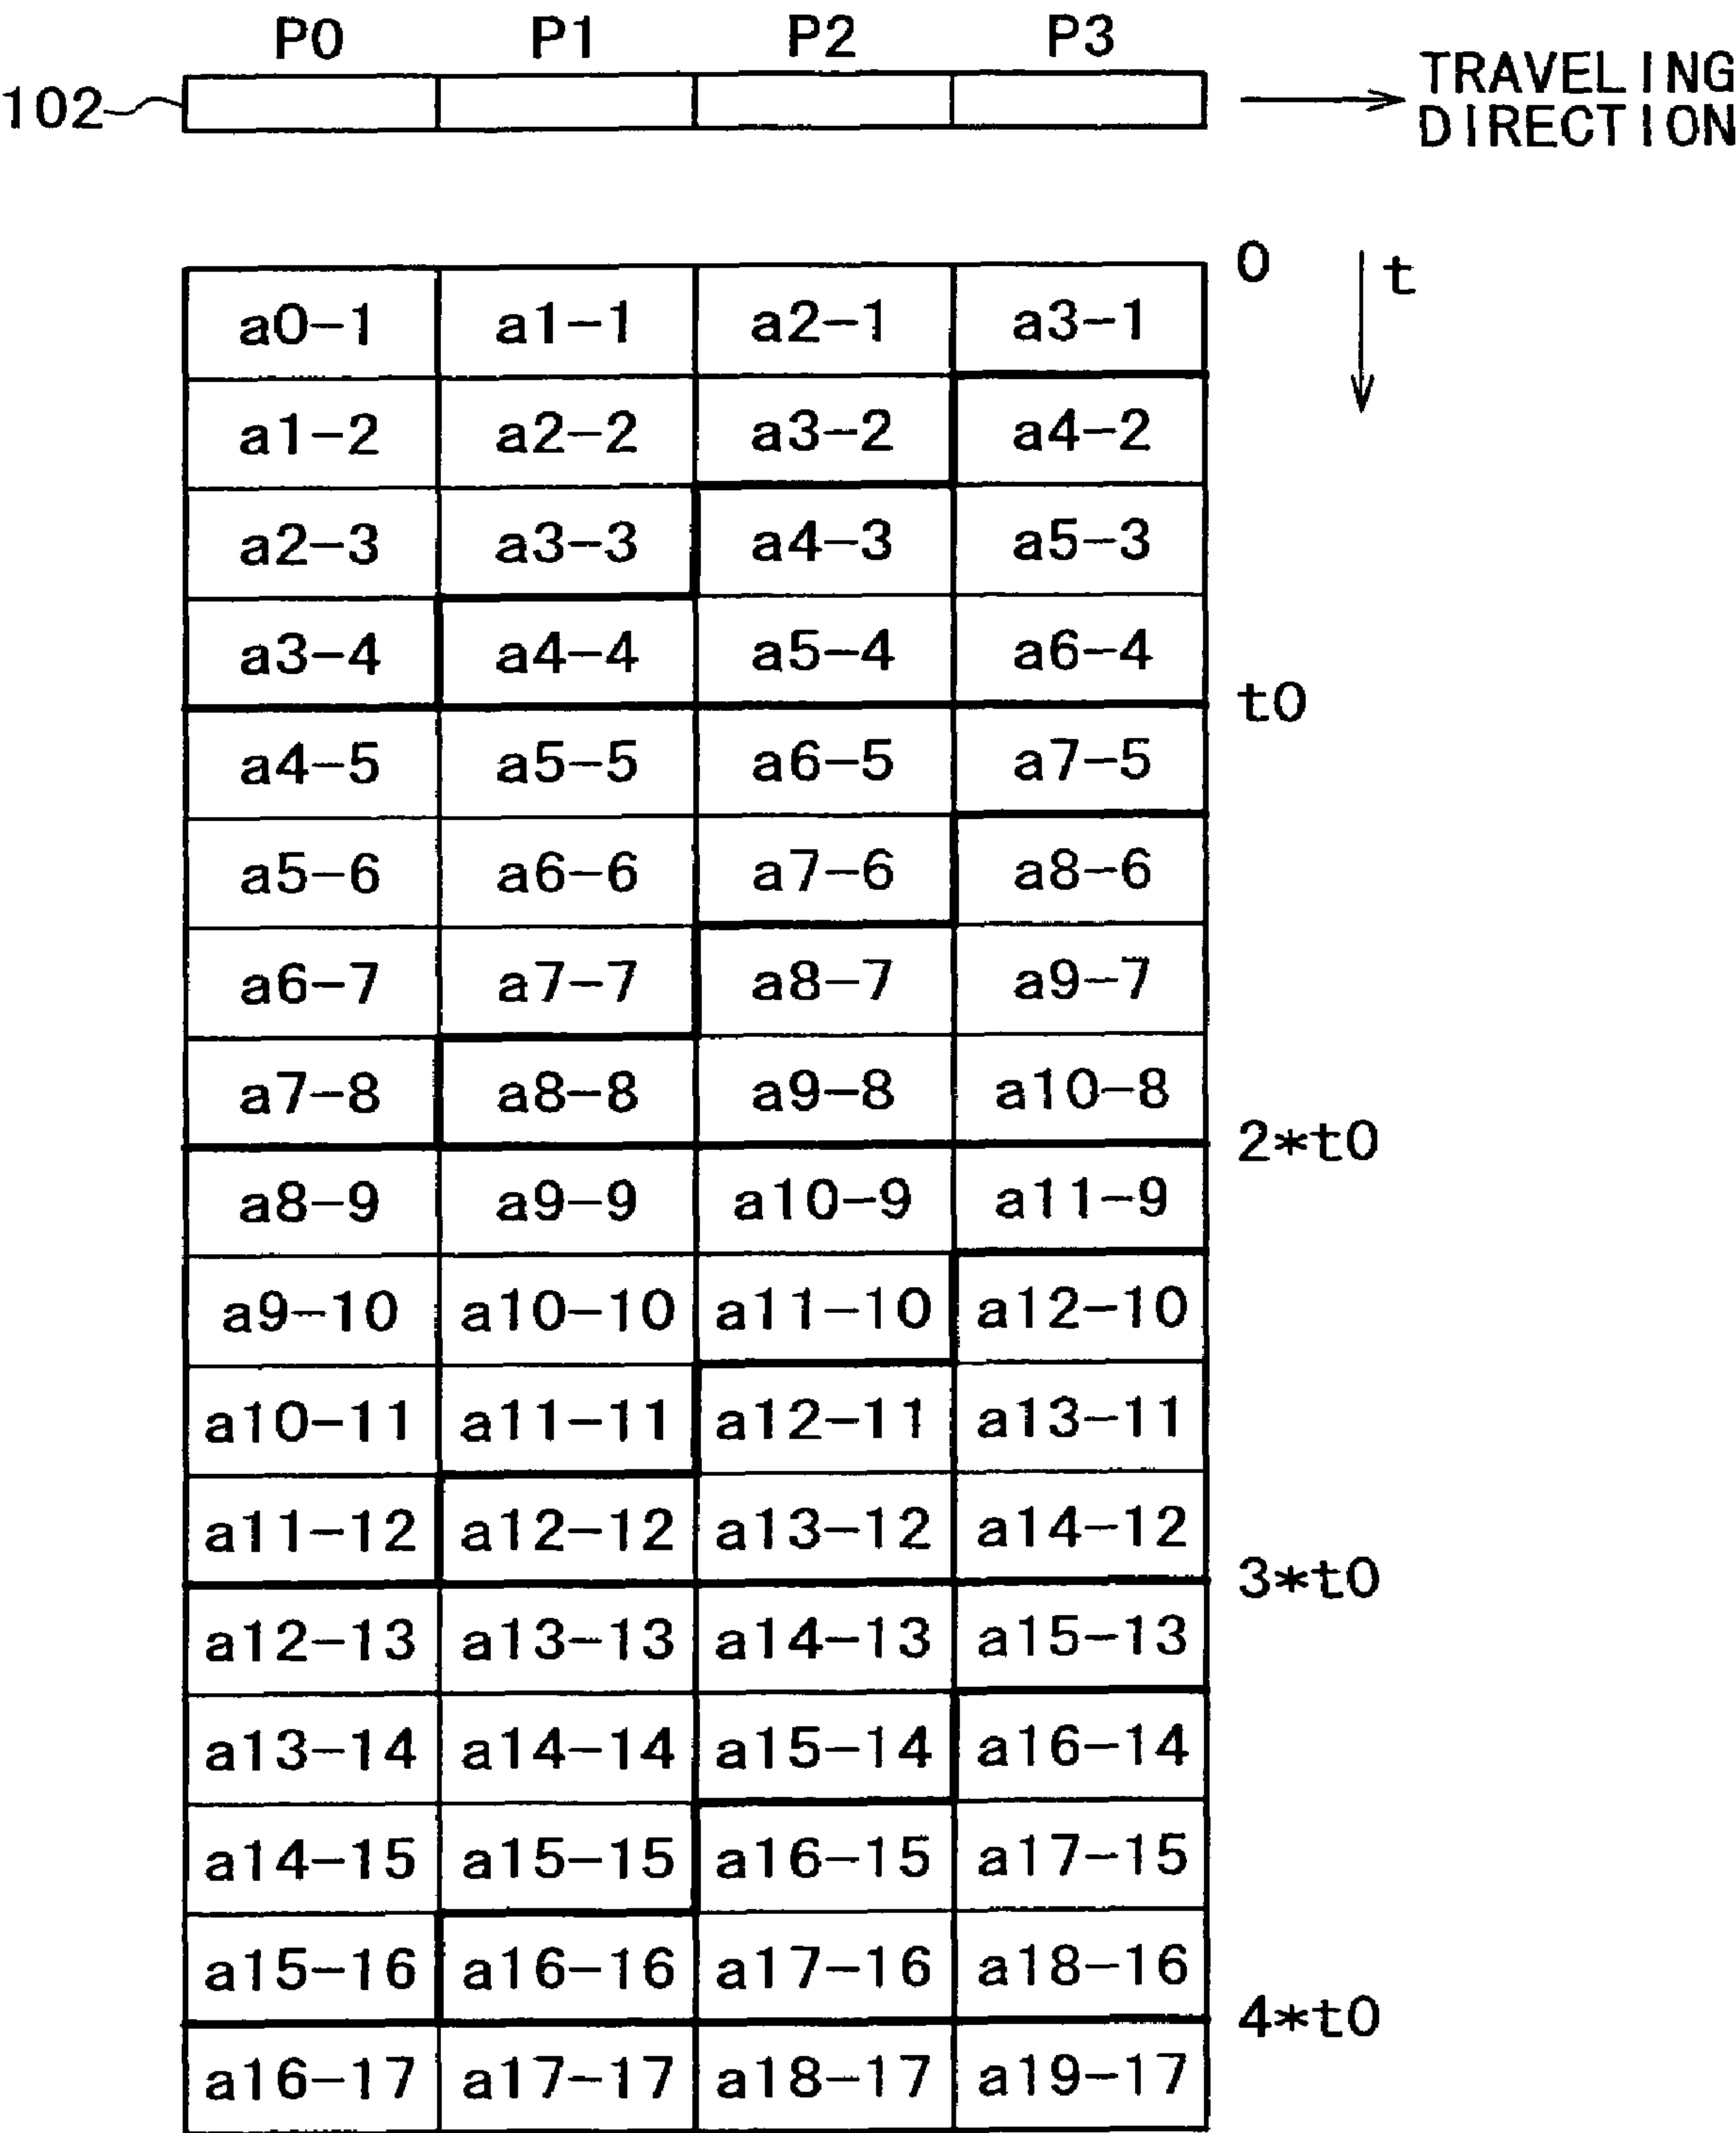 P0 P1 P2 P3
102
TRAVELING
DIRECTION
0
t
a0-1 a1-1 a2-1 a3-1
a1-2 a2-2 a3-2 a4-2
a2-3 a3-3 a4-3 a5-3
a3-4 a4-4 a5-4 a6-4
t0
a4-5 a5-5 a6-5 a7-5
a5-6 a6-6 a7-6 a8-6
a6-7 a7-7 a8-7 a9-7
a7-8 a8-8 a9-8 a10-8
2*t0
a8-9 a9-9 a10-9 a11-9
a9-10 a10-10 a11-10 a12-10
a10-11 a11-11 a12-11 a13-11
a11-12 a12-12 a13-12 a14-12
3*t0
a12-13 a13-13 a14-13 a15-13
a13-14 a14-14 a15-14 a16-14
a14-15 a15-15 a16-15 a17-15
a15-16 a16-16 a17-16 a18-16
4*t0
a16-17 a17-17 a18-17 a19-17